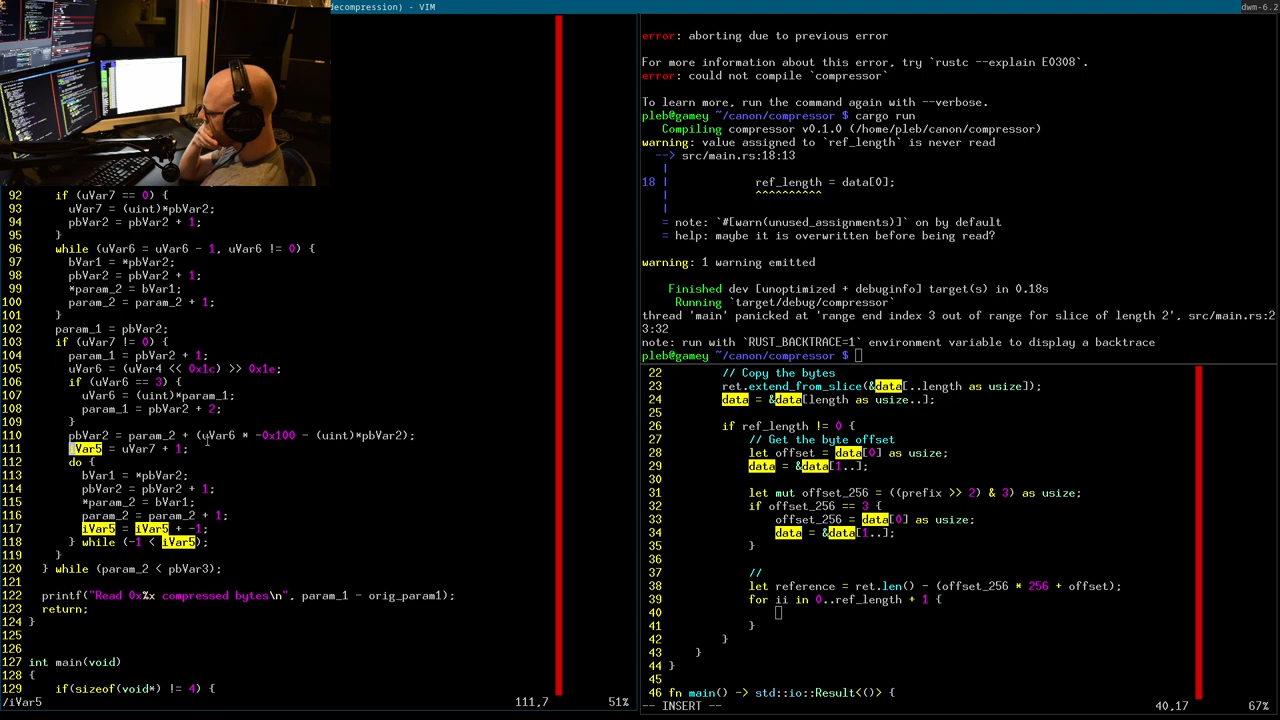 decompression) - VIM
dwm-6.2
92 if (uVar7 == 0) {
93 uVar7 = (uint)*pbVar2;
94 pbVar2 = pbVar2 + 1;
95 }
96 while (uVar6 = uVar6 - 1, uVar6 != 0) {
97 bVar1 = *pbVar2;
98 pbVar2 = pbVar2 + 1;
99 *param_2 = bVar1;
100 param_2 = param_2 + 1;
101 }
102 param_1 = pbVar2;
103 if (uVar7 != 0) {
104 param_1 = pbVar2 + 1;
105 uVar6 = (uVar4 << 0x1c) >> 0x1e;
106 if (uVar6 == 3) {
107 uVar6 = (uint)*param_1;
108 param_1 = pbVar2 + 2;
109 }
110 pbVar2 = param_2 + (uVar6 * -0x100 - (uint)*pbVar2);
111 iVar5 = uVar7 + 1;
112 do {
113 bVar1 = *pbVar2;
114 pbVar2 = pbVar2 + 1;
115 *param_2 = bVar1;
116 param_2 = param_2 + 1;
117 iVar5 = iVar5 + -1;
118 } while (-1 < iVar5);
119 }
120 } while (param_2 < pbVar3);
121
122 printf("Read 0x%x compressed bytes\n", param_1 - orig_param1);
123 return;
124 }
125
126
127 int main(void)
128 {
129 if(sizeof(void*) != 4) {
/iVar5 111,7 51%
error: aborting due to previous error
For more information about this error, try `rustc --explain E0308`.
error: could not compile `compressor`
To learn more, run the command again with --verbose.
pleb@gamey ~/canon/compressor $ cargo run
Compiling compressor v0.1.0 (/home/pleb/canon/compressor)
warning: value assigned to `ref_length` is never read
--> src/main.rs:18:13
|
18 | ref_length = data[0];
| ^^^^^^^^^^
|
= note: `#[warn(unused_assignments)]` on by default
= help: maybe it is overwritten before being read?
warning: 1 warning emitted
Finished dev [unoptimized + debuginfo] target(s) in 0.18s
Running `target/debug/compressor`
thread 'main' panicked at 'range end index 3 out of range for slice of length 2', src/main.rs:2
3:32
note: run with `RUST_BACKTRACE=1` environment variable to display a backtrace
pleb@gamey ~/canon/compressor $
22 // Copy the bytes
23 ret.extend_from_slice(&data[..length as usize]);
24 data = &data[length as usize..];
25
26 if ref_length != 0 {
27 // Get the byte offset
28 let offset = data[0] as usize;
29 data = &data[1..];
30
31 let mut offset_256 = ((prefix >> 2) & 3) as usize;
32 if offset_256 == 3 {
33 offset_256 = data[0] as usize;
34 data = &data[1..];
35 }
36
37 //
38 let reference = ret.len() - (offset_256 * 256 + offset);
39 for ii in 0..ref_length + 1 {
40
41 }
42 }
43 }
44 }
45
46 fn main() -> std::io::Result<()> {
-- INSERT -- 40,17 67%